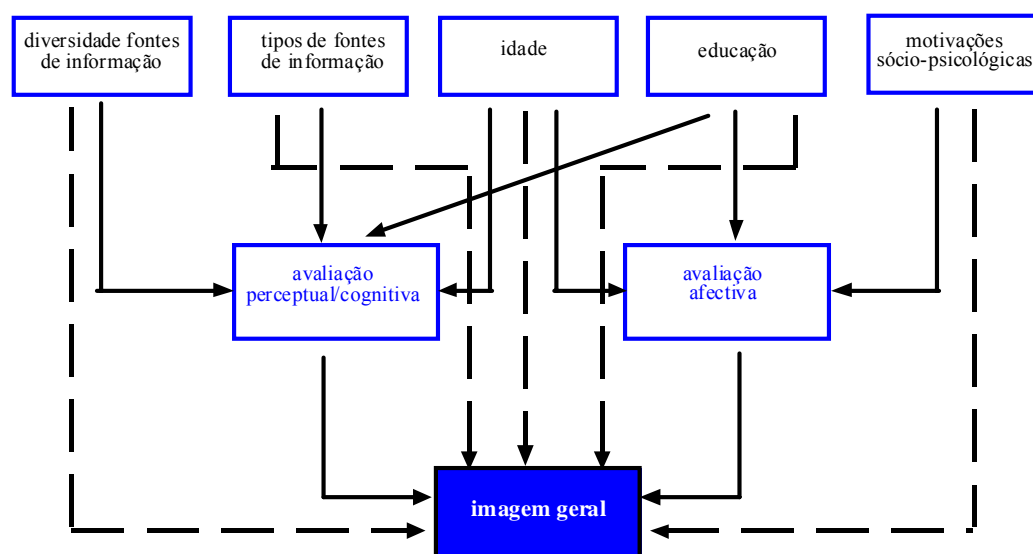 diversidade fontes
de informação
tipos de fontes
de informação
idade
educação
motivações
sócio-psicológicas
avaliação
perceptual/cognitiva
avaliação
afectiva
imagem geral